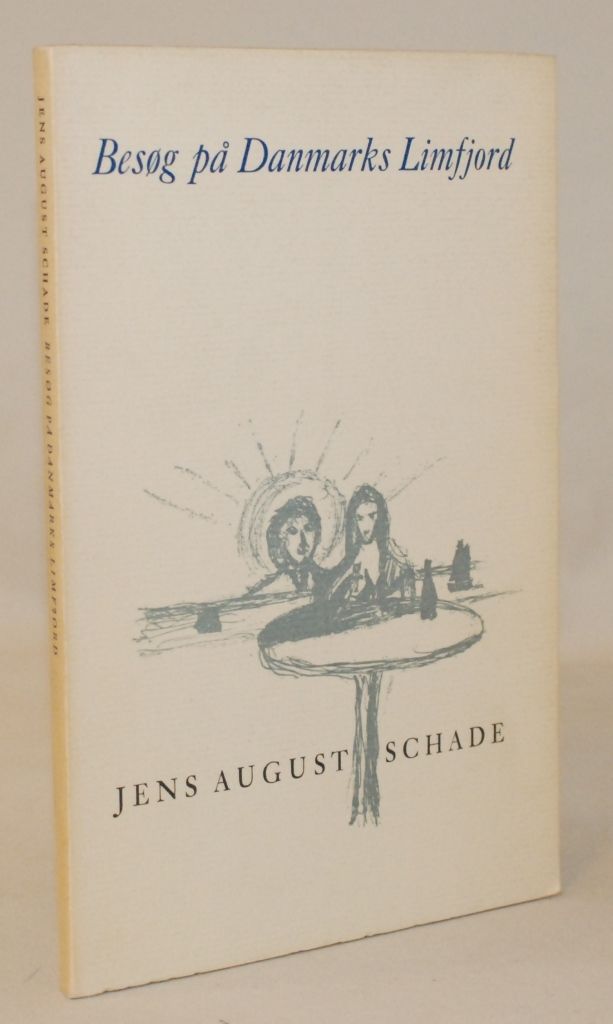 Besøg på Danmarks Limfjord
JENS AUGUST SCHADE
JENS AUGUST SCHADE BESØG PÅ DANMARKS LIMFJORD